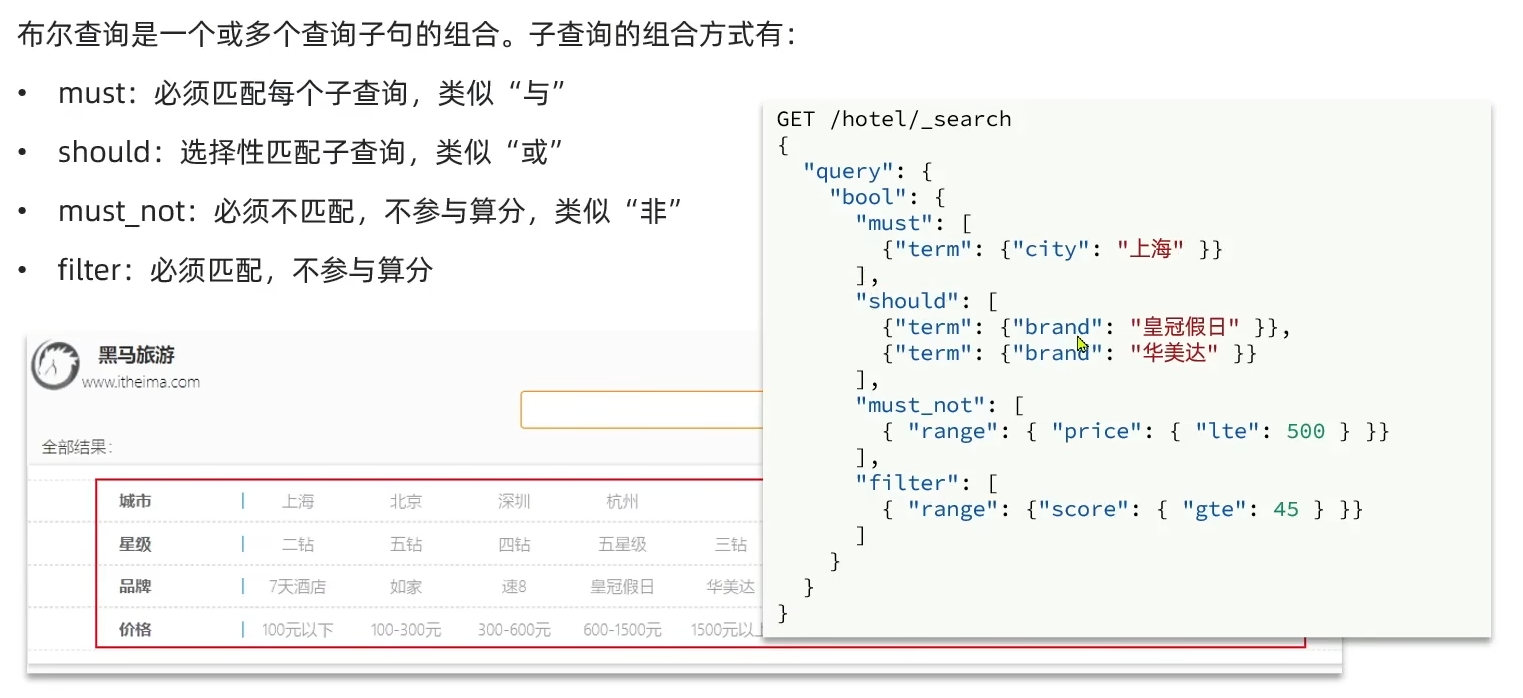 布尔查询是一个或多个查询子句的组合。子查询的组合方式有：
• must：必须匹配每个子查询，类似“与”
• should：选择性匹配子查询，类似“或”
• must_not：必须不匹配，不参与算分，类似“非”
• filter：必须匹配，不参与算分
黑马旅游
www.itheima.com
全部结果：
城市 | 上海 北京 深圳 杭州
星级 | 二钻 五钻 四钻 五星级 三钻
品牌 | 7天酒店 如家 速8 皇冠假日 华美达
价格 | 100元以下 100-300元 300-600元 600-1500元 1500元以
GET /hotel/_search
{
  "query": {
    "bool": {
      "must": [
        {"term": {"city": "上海" }}
      ],
      "should": [
        {"term": {"brand": "皇冠假日" }},
        {"term": {"brand": "华美达" }}
      ],
      "must_not": [
        { "range": { "price": { "lte": 500 } }}
      ],
      "filter": [
        { "range": {"score": { "gte": 45 } }}
      ]
    }
  }
}